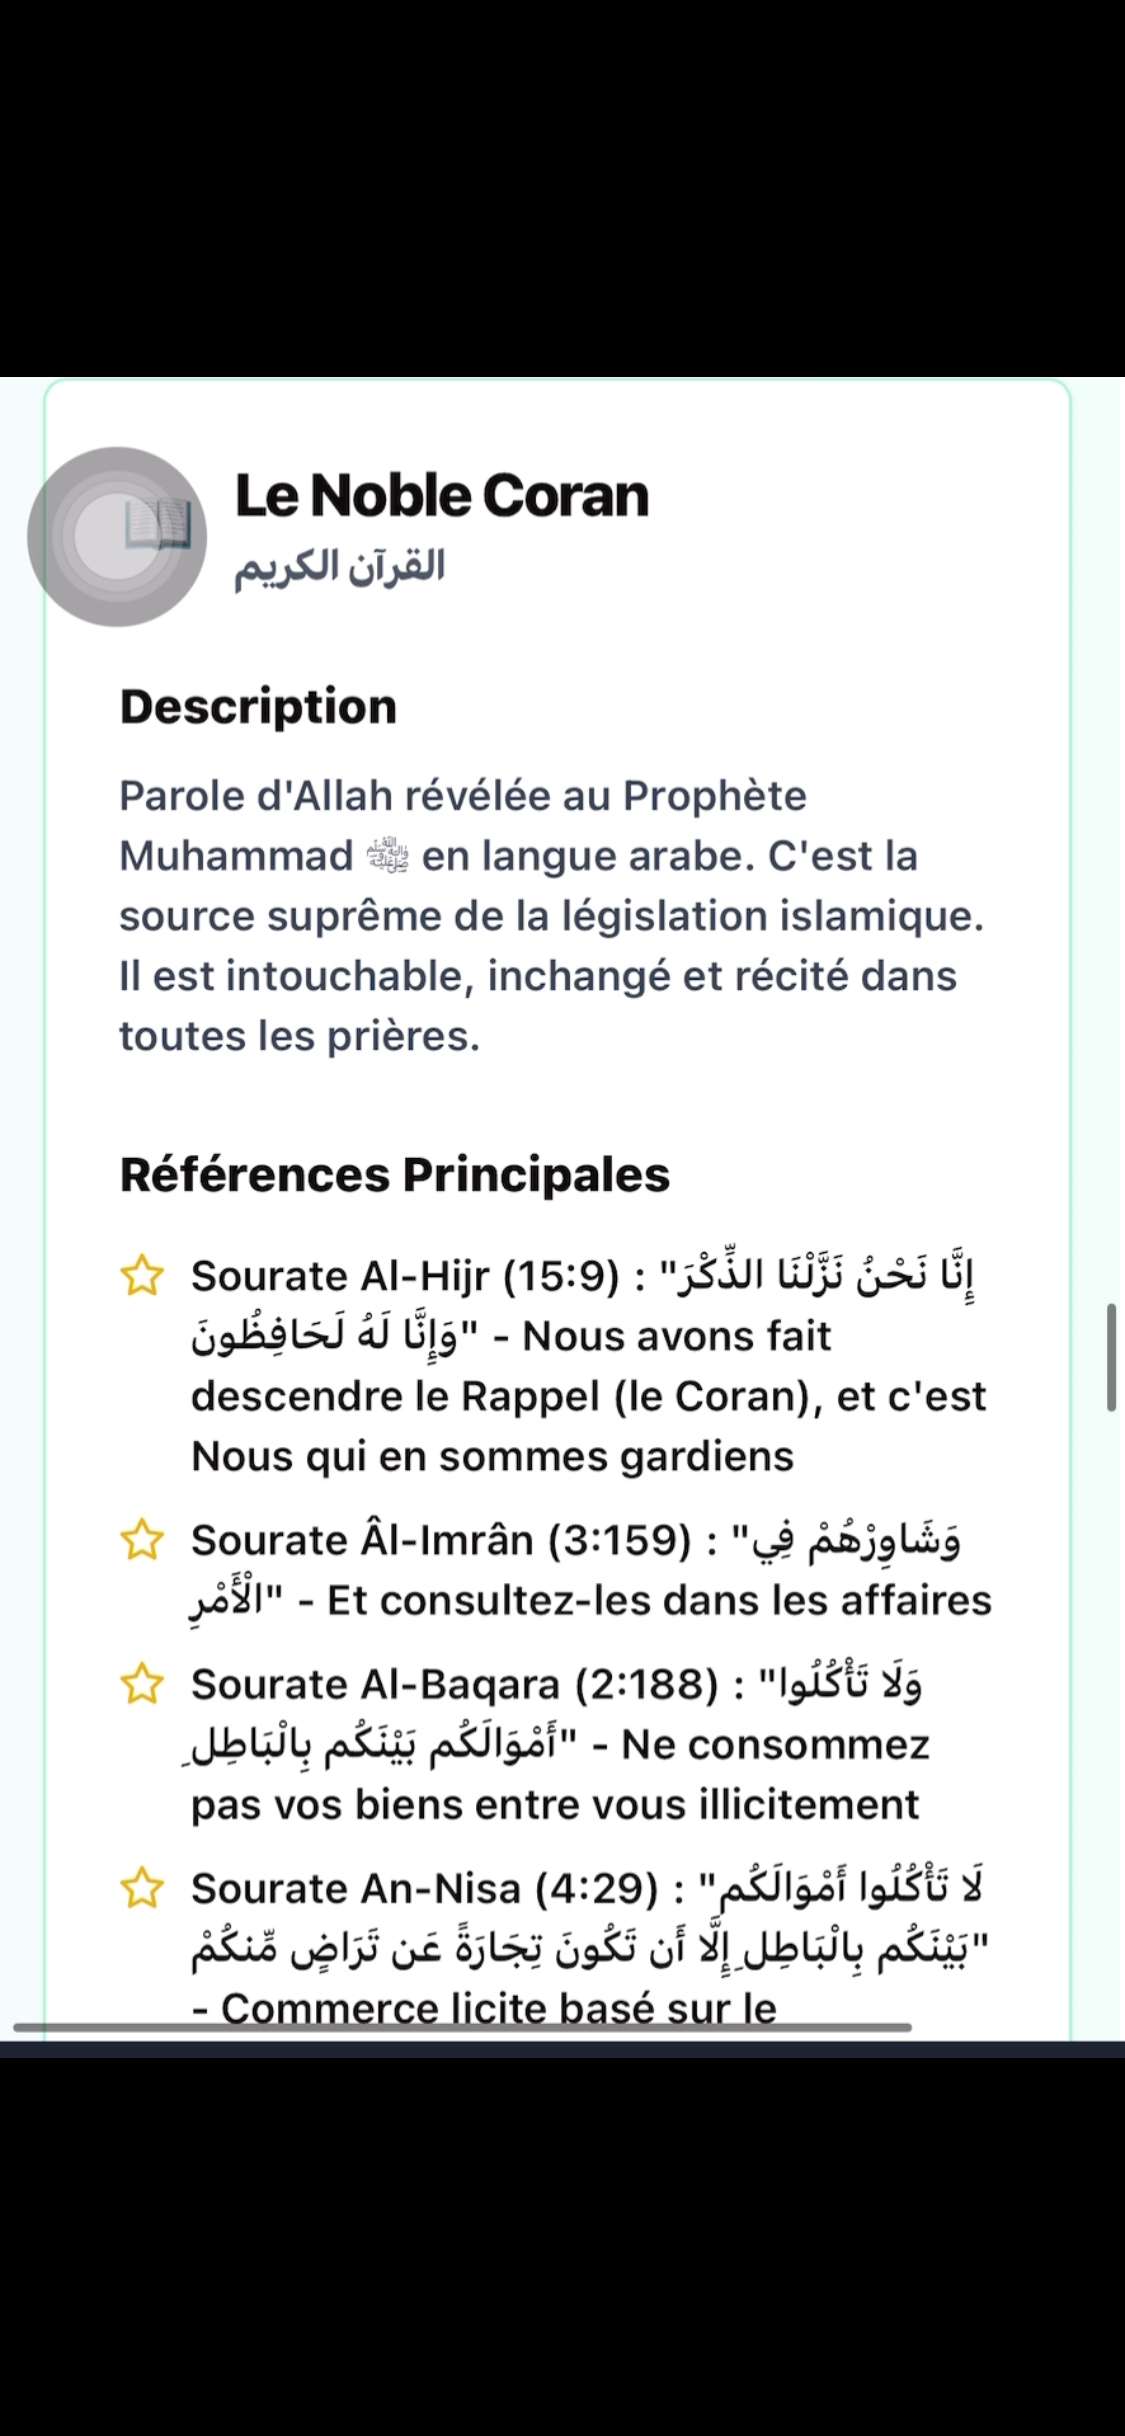 Le Noble Coran
القرآن الكريم
Description
Parole d'Allah révélée au Prophète
Muhammad ﷺ en langue arabe. C'est la
source suprême de la législation islamique.
Il est intouchable, inchangé et récité dans
toutes les prières.
Références Principales
Sourate Al-Hijr (15:9) : "إِنَّا نَحْنُ نَزَّلْنَا الذِّكْرَ
وَإِنَّا لَهُ لَحَافِظُونَ" - Nous avons fait
descendre le Rappel (le Coran), et c'est
Nous qui en sommes gardiens
Sourate Âl-Imrân (3:159) : "وَشَاوِرْهُمْ فِي
الْأَمْرِ" - Et consultez-les dans les affaires
Sourate Al-Baqara (2:188) : "وَلَا تَأْكُلُوا
أَمْوَالَكُم بَيْنَكُم بِالْبَاطِلِ" - Ne consommez
pas vos biens entre vous illicitement
Sourate An-Nisa (4:29) : "لَا تَأْكُلُوا أَمْوَالَكُم
بَيْنَكُم بِالْبَاطِلِ إِلَّا أَن تَكُونَ تِجَارَةً عَن تَرَاضٍ مِّنكُمْ"
- Commerce licite basé sur le